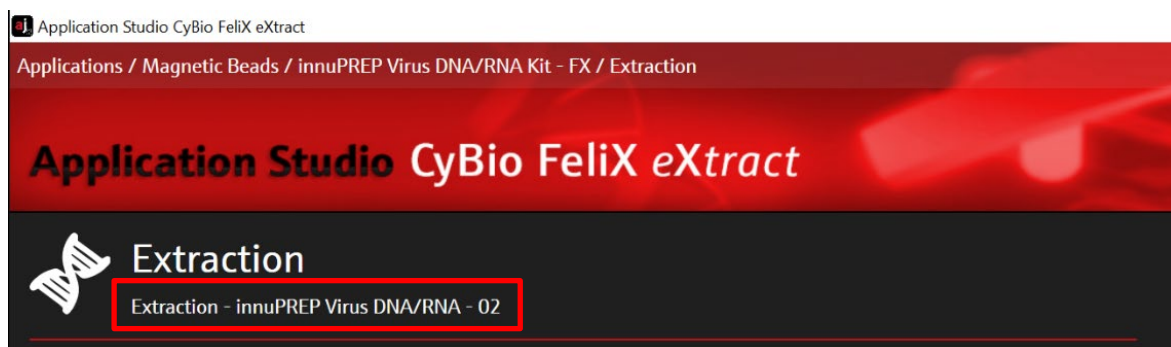 aj. Application Studio CyBio FeliX eXtract
Applications / Magnetic Beads / innuPREP Virus DNA/RNA Kit - FX / Extraction
Application Studio CyBio FeliX eXtract
Extraction
Extraction - innuPREP Virus DNA/RNA - 02